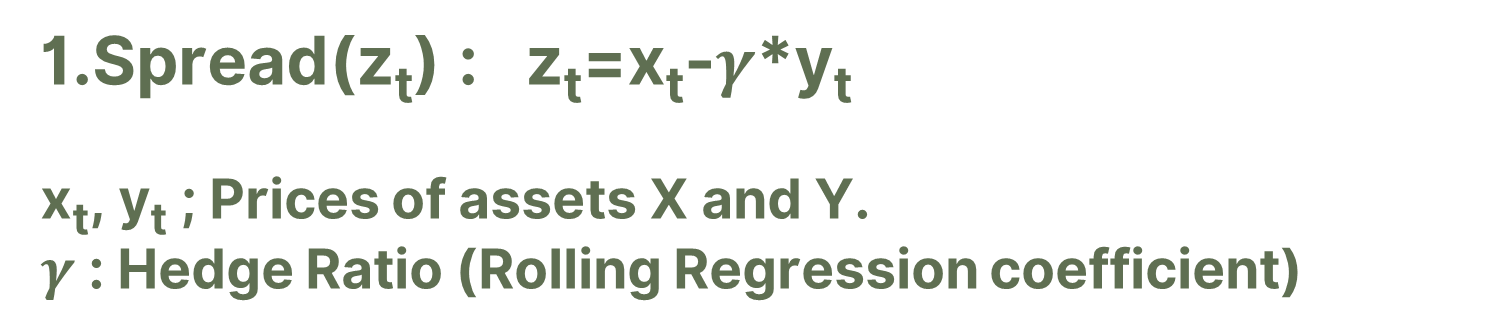 1.Spread(zₜ) :  zₜ=xₜ-γ*yₜ
xₜ, yₜ ; Prices of assets X and Y.
γ : Hedge Ratio (Rolling Regression coefficient)